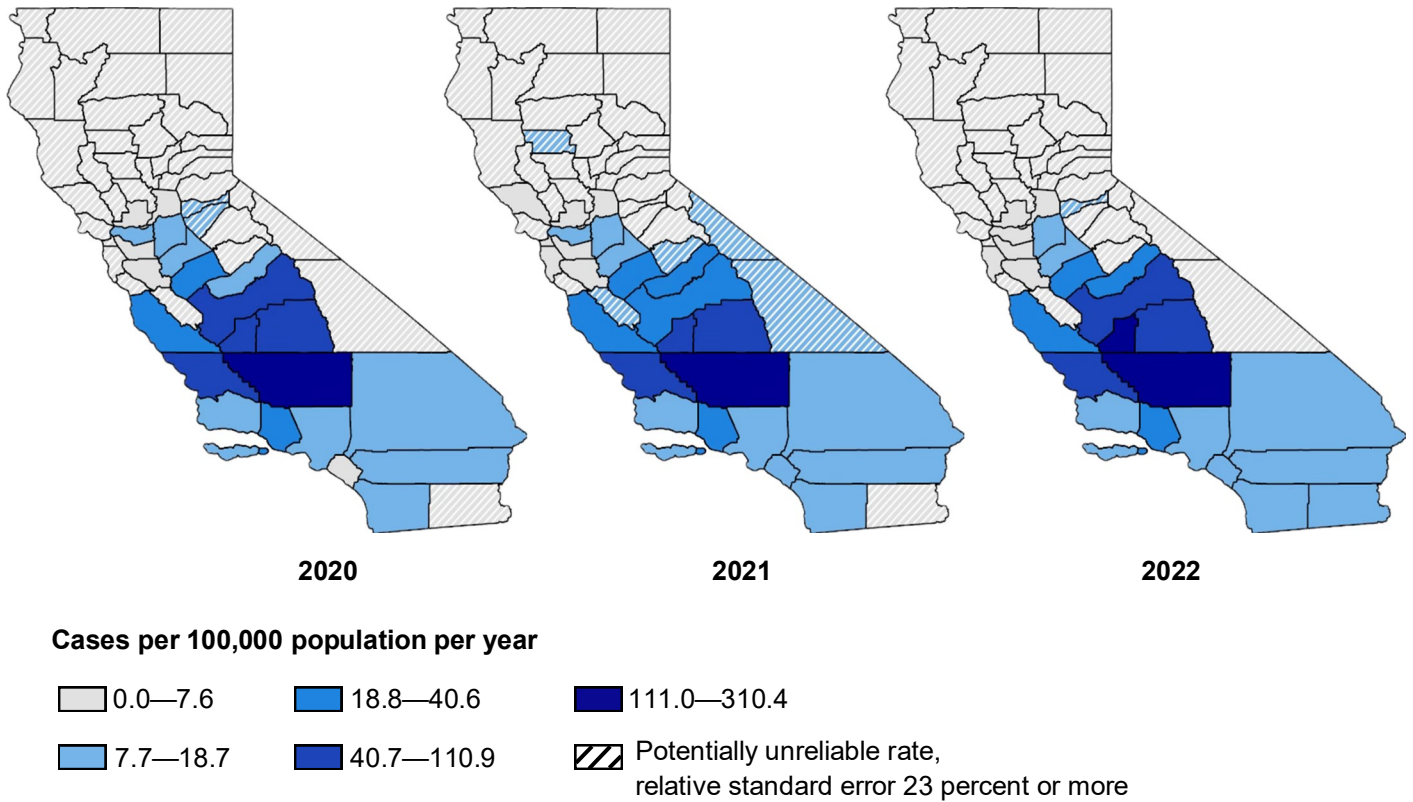 2020
2021
2022
Cases per 100,000 population per year
0.0—7.6
18.8—40.6
111.0—310.4
7.7—18.7
40.7—110.9
Potentially unreliable rate,
relative standard error 23 percent or more